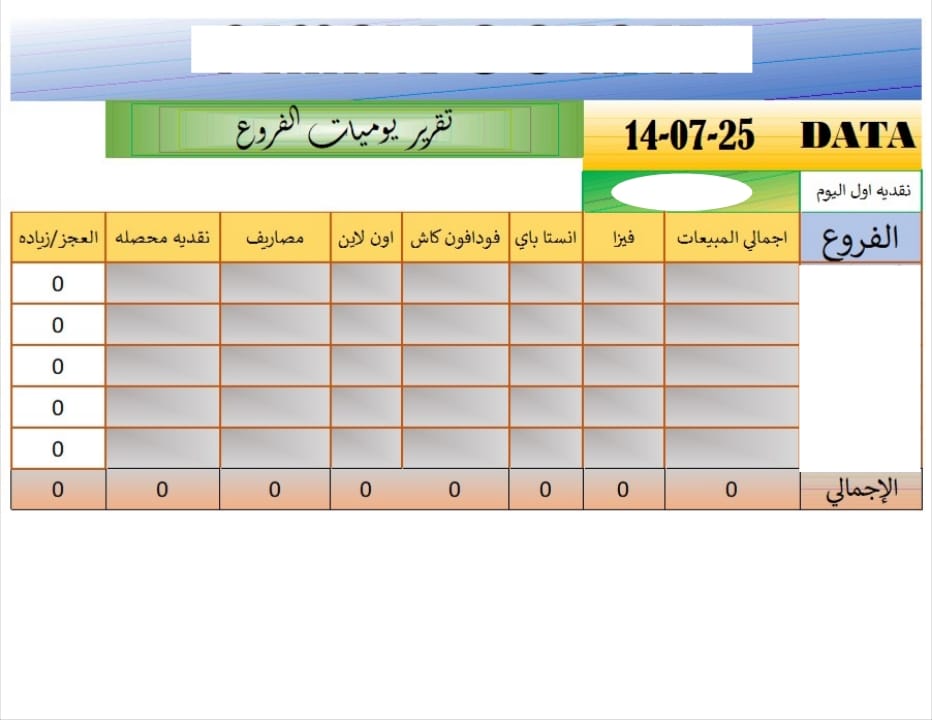 DATA 14-07-25
تقرير يوميات الفروع
نقديه اول اليوم
الفروع اجمالي المبيعات فيزا انستا باي فودافون كاش اون لاين مصاريف نقديه محصله العجز/زياده
0
0
0
0
0
الإجمالي 0 0 0 0 0 0 0 0